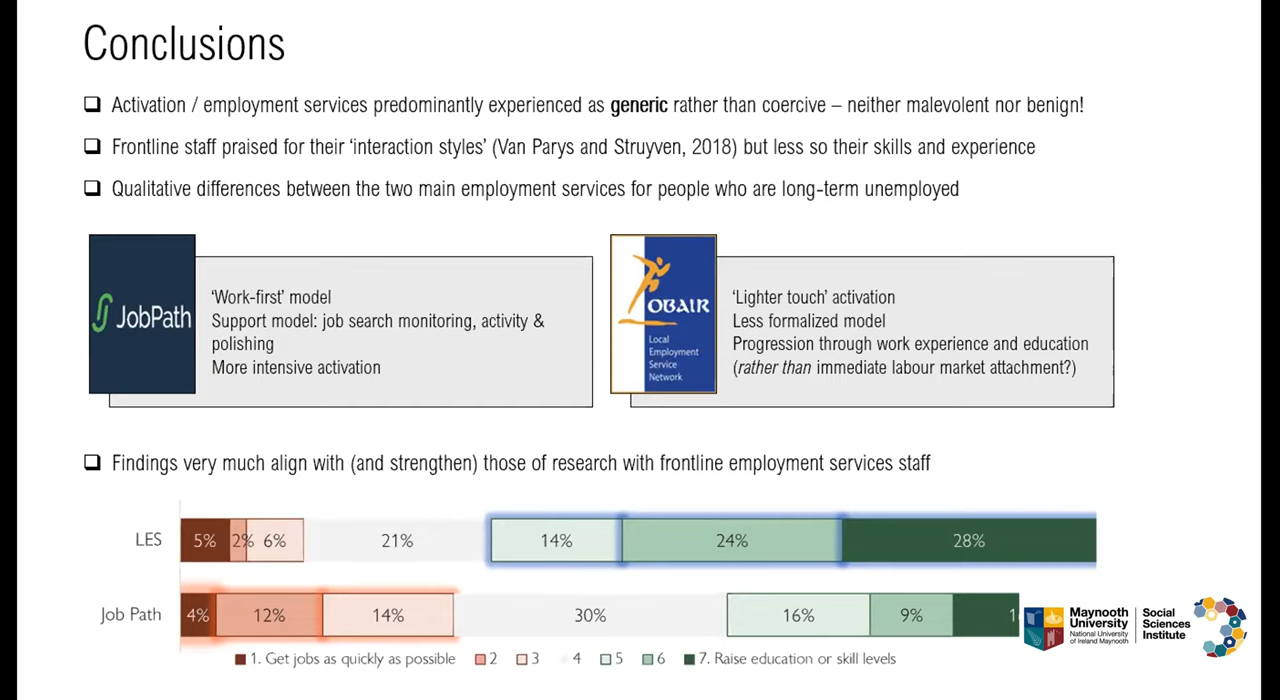 Conclusions
Activation / employment services predominantly experienced as generic rather than coercive – neither malevolent nor benign!
Frontline staff praised for their ‘interaction styles’ (Van Parys and Struyven, 2018) but less so their skills and experience
Qualitative differences between the two main employment services for people who are long-term unemployed
JobPath
‘Work-first’ model
Support model: job search monitoring, activity &
polishing
More intensive activation
OBAIR
Local
Employment
Service
Network
‘Lighter touch’ activation
Less formalized model
Progression through work experience and education
(rather than immediate labour market attachment?)
Findings very much align with (and strengthen) those of research with frontline employment services staff
LES 5% 2% 6% 21% 14% 24% 28%
Job Path 4% 12% 14% 30% 16% 9%
1. Get jobs as quickly as possible 2 3 4 5 6 7. Raise education or skill levels
Maynooth
University
National University
of Ireland Maynooth
Social
Sciences
Institute